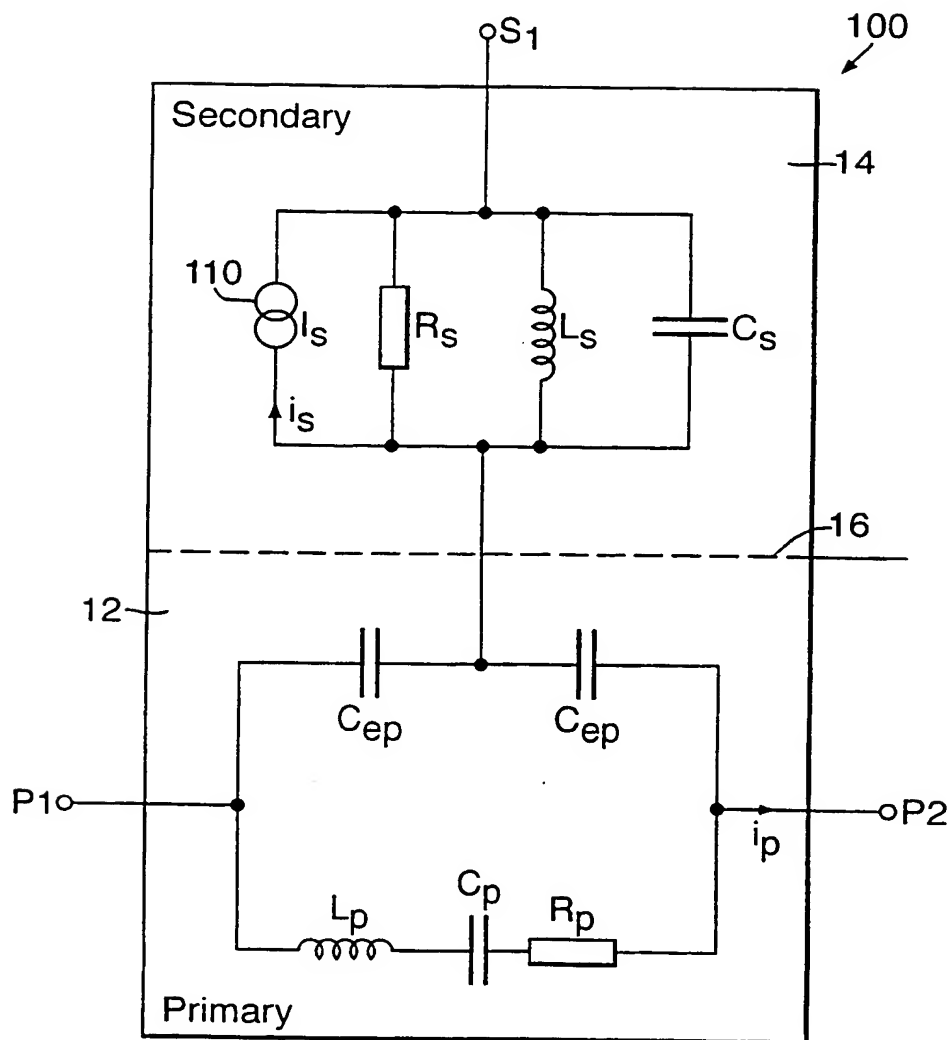 S1
100
Secondary
14
110
Is
Rs
Ls
Cs
is
16
12
Cep
Cep
P1
P2
ip
Lp
Cp
Rp
Primary